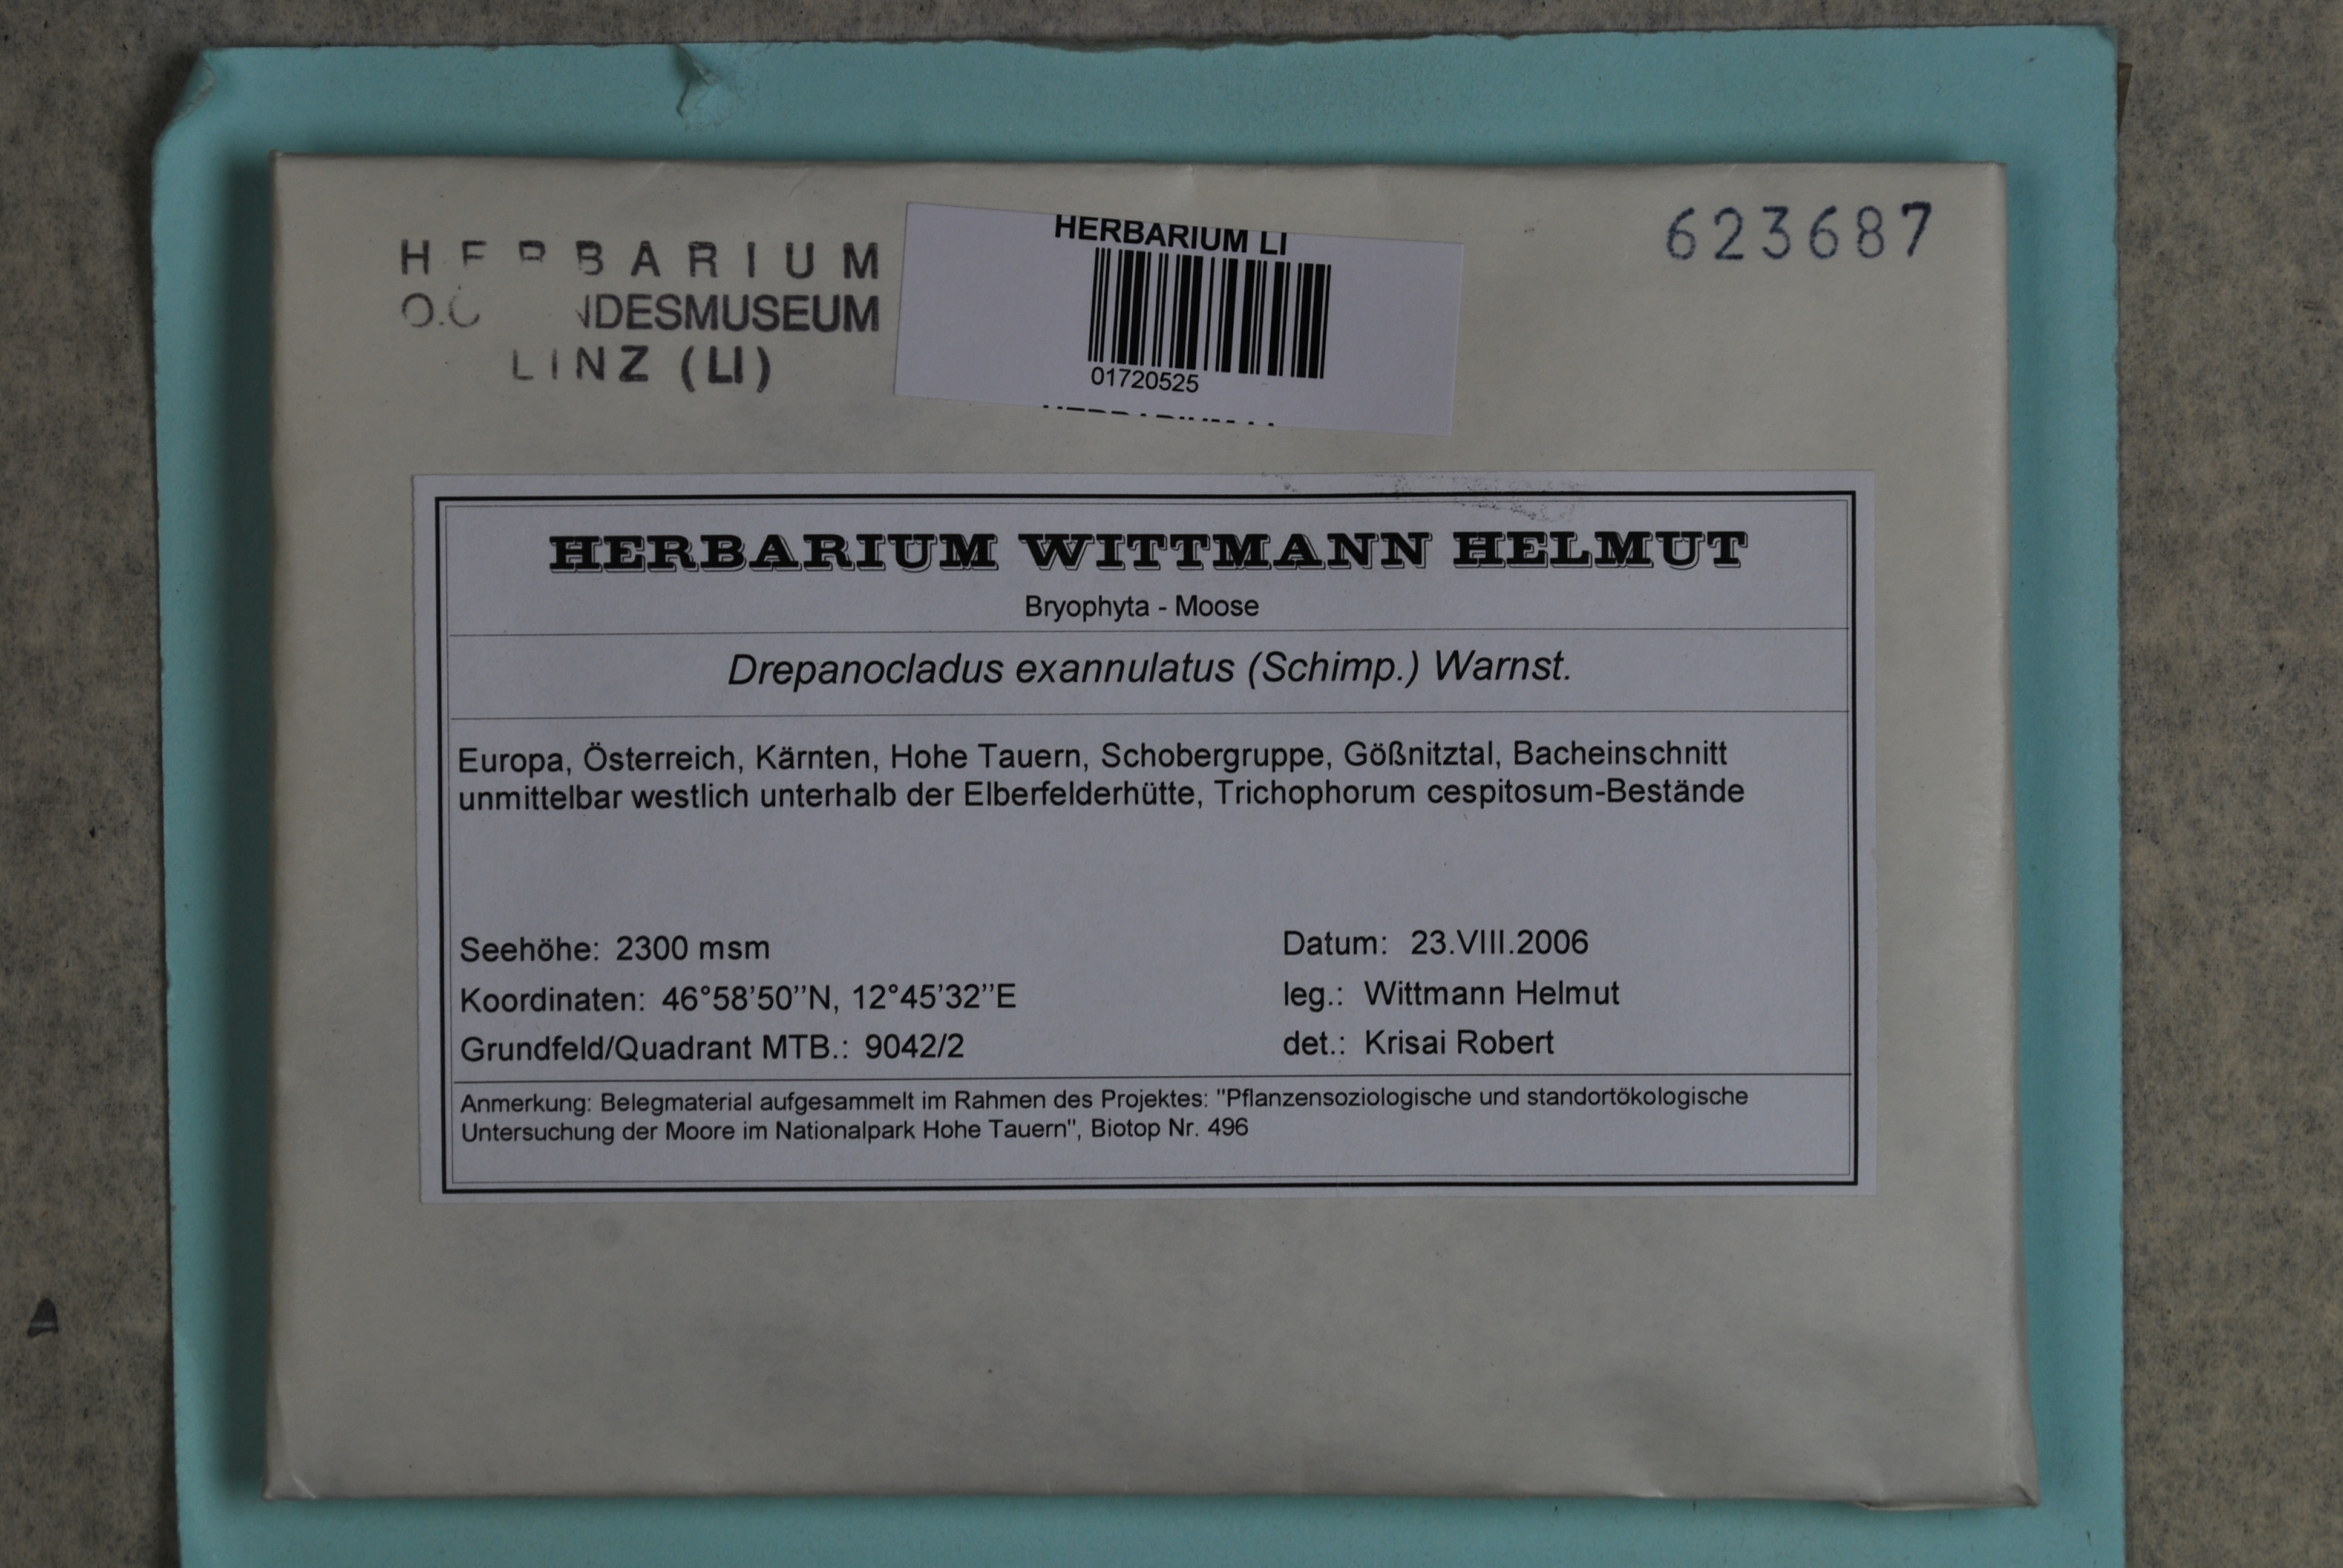 HERBARIUM
LINZ (LI)
HERBARIUM LI
01720525
623687
HERBARIUM WITTMANN HELMUT
Bryophyta - Moose
Drepanocladus exannulatus (Schimp.) Warnst.
Europa, Österreich, Kärnten, Hohe Tauern, Schobergruppe, Gößnitztal, Bacheinschnitt
unmittelbar westlich unterhalb der Elberfelderhütte, Trichophorum cespitosum-Bestände
Seehöhe: 2300 msm
Datum: 23.VIII.2006
Koordinaten: 46°58'50''N, 12°45'32''E
leg.: Wittmann Helmut
Grundfeld/Quadrant MTB.: 9042/2
det.: Krisai Robert
Anmerkung: Belegmaterial aufgesammelt im Rahmen des Projektes: "Pflanzensoziologische und standortökologische
Untersuchung der Moore im Nationalpark Hohe Tauern", Biotop Nr. 496